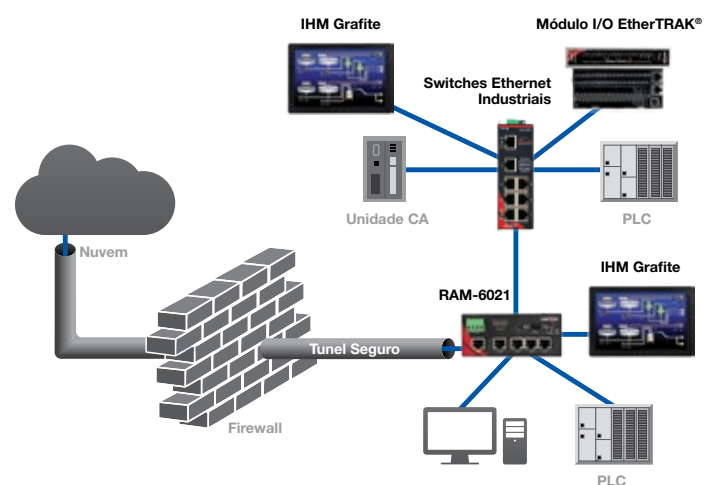 IHM Grafite
Módulo I/O EtherTRAK®
Switches Ethernet
Industriais
Unidade CA
PLC
Nuvem
IHM Grafite
RAM-6021
Tunel Seguro
Firewall
PLC